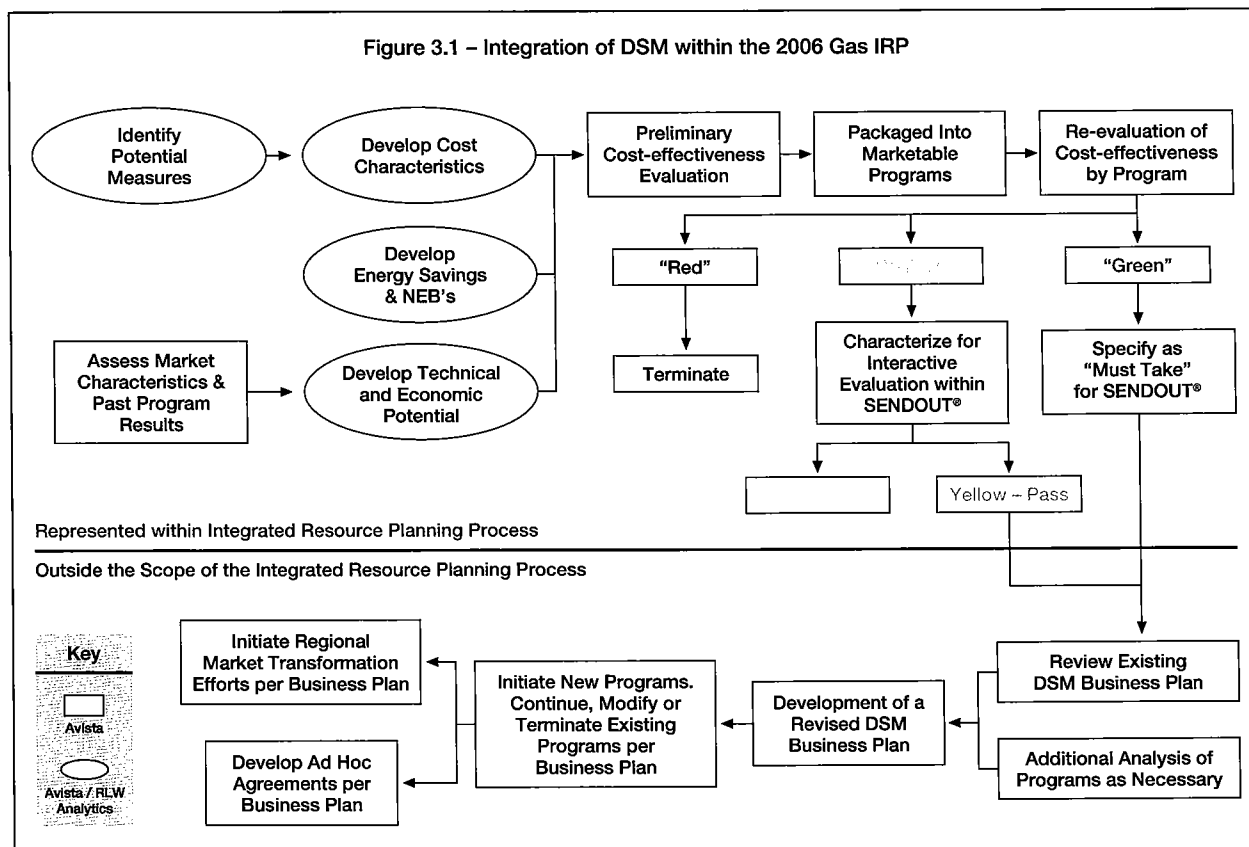 Figure 3.1 – Integration of DSM within the 2006 Gas IRP
Identify
Potential
Measures
Develop Cost
Characteristics
Preliminary
Cost-effectiveness
Evaluation
Packaged Into
Marketable
Programs
Re-evaluation of
Cost-effectiveness
by Program
Develop
Energy Savings
& NEB's
"Red"
"Green"
Assess Market
Characteristics &
Past Program
Results
Develop Technical
and Economic
Potential
Terminate
Characterize for
Interactive
Evaluation within
SENDOUT®
Specify as
"Must Take"
for SENDOUT®
Yellow – Pass
Represented within Integrated Resource Planning Process
Outside the Scope of the Integrated Resource Planning Process
Key
Avista
Avista / RLW
Analytics
Initiate Regional
Market Transformation
Efforts per Business Plan
Develop Ad Hoc
Agreements per
Business Plan
Initiate New Programs.
Continue, Modify or
Terminate Existing
Programs per
Business Plan
Development of a
Revised DSM
Business Plan
Review Existing
DSM Business Plan
Additional Analysis of
Programs as Necessary